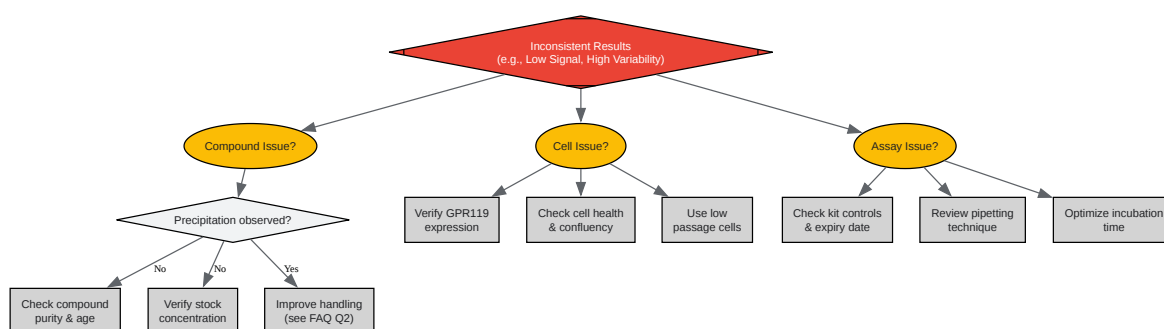 Inconsistent Results
(e.g., Low Signal, High Variability)
Compound Issue?
Cell Issue?
Assay Issue?
Precipitation observed?
Verify GPR119
expression
Check cell health
& confluency
Use low
passage cells
Check kit controls
& expiry date
Review pipetting
technique
Optimize incubation
time
No
No
Yes
Check compound
purity & age
Verify stock
concentration
Improve handling
(see FAQ Q2)